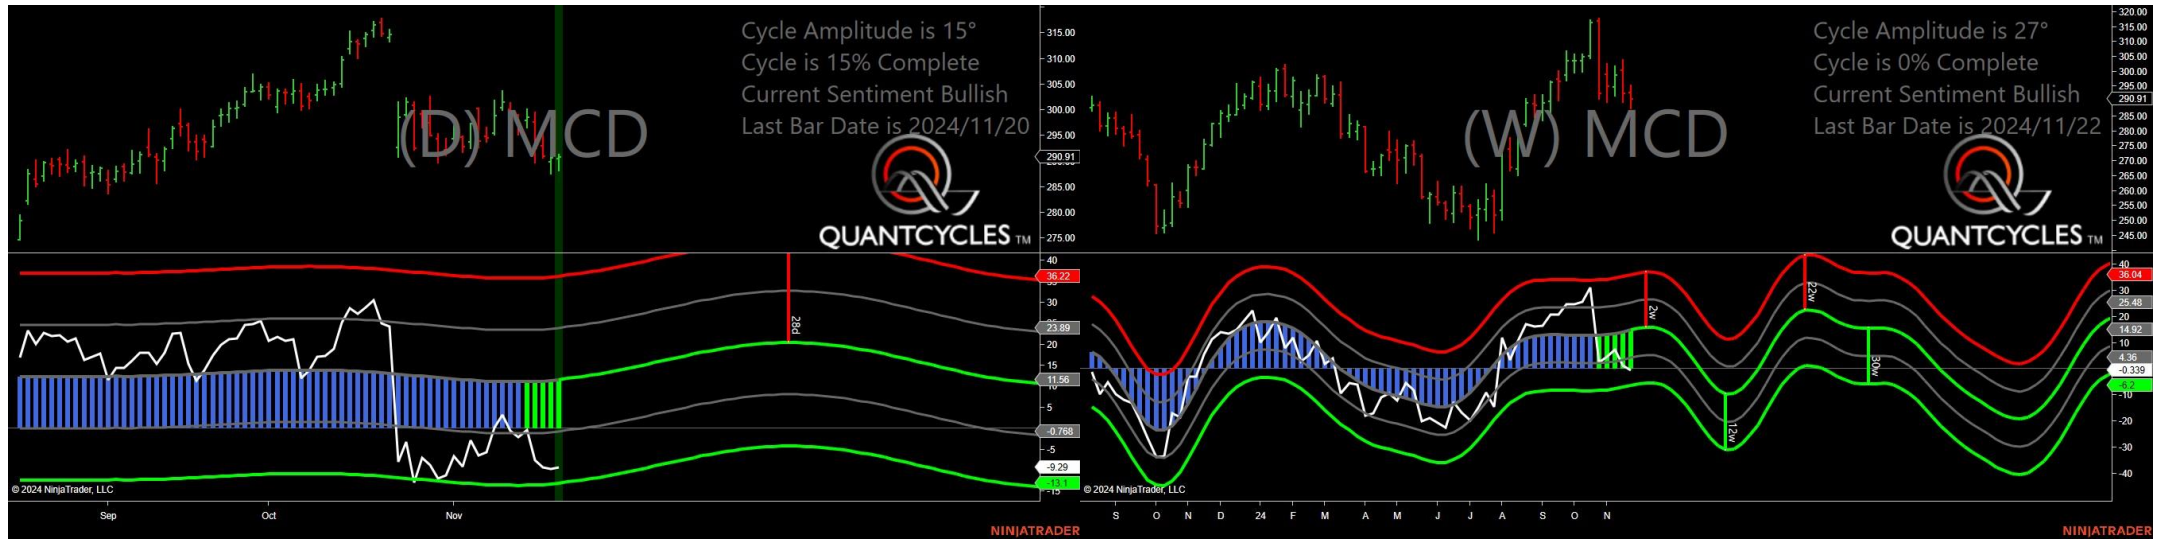 Cycle Amplitude is 15°
Cycle is 15% Complete
Current Sentiment Bullish
Last Bar Date is 2024/11/20
(D) MCD
QUANTCYCLES TM
315.00
310.00
305.00
300.00
295.00
290.91
285.00
280.00
275.00
40
36.22
30
23.89
20
15
11.56
10
5
-0.768
-5
-9.29
-13.1
-15
28d
© 2024 NinjaTrader, LLC
Sep
Oct
Nov
NINJATRADER
Cycle Amplitude is 27°
Cycle is 0% Complete
Current Sentiment Bullish
Last Bar Date is 2024/11/22
(W) MCD
QUANTCYCLES TM
320.00
315.00
310.00
305.00
300.00
295.00
290.91
285.00
280.00
275.00
270.00
265.00
260.00
255.00
250.00
245.00
40
36.04
30
25.48
20
14.92
10
4.36
-0.339
-6.2
-10
-20
-30
-40
2w
12w
22w
30w
© 2024 NinjaTrader, LLC
S O N D 24 F M A M J J A S O N
NINJATRADER